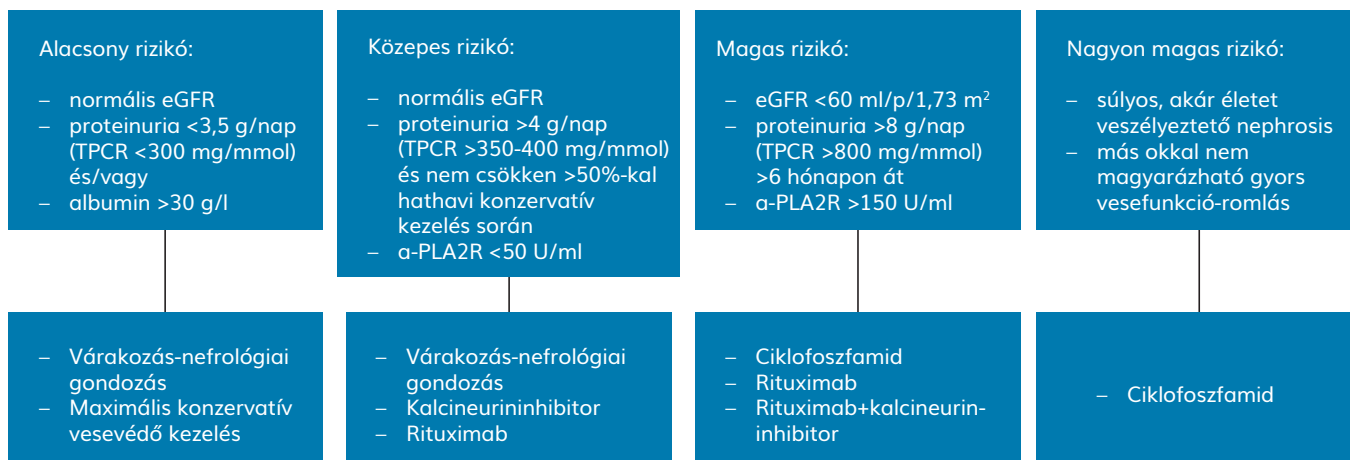 Alacsony rizikó:
– normális eGFR
– proteinuria <3,5 g/nap
(TPCR <300 mg/mmol)
és/vagy
– albumin >30 g/l
Közepes rizikó:
– normális eGFR
– proteinuria >4 g/nap
(TPCR >350-400 mg/mmol)
és nem csökken >50%-kal
hathavi konzervatív
kezelés során
– α-PLA2R <50 U/ml
Magas rizikó:
– eGFR <60 ml/p/1,73 m²
– proteinuria >8 g/nap
(TPCR >800 mg/mmol)
>6 hónapon át
– α-PLA2R >150 U/ml
Nagyon magas rizikó:
– súlyos, akár életet
veszélyeztető nephrosis
– más okkal nem
magyarázható gyors
vesefunkció-romlás
– Várakozás-nefrológiai
gondozás
– Maximális konzervatív
vesevédő kezelés
– Várakozás-nefrológiai
gondozás
– Kalcineurininhibitor
– Rituximab
– Ciklofoszfamid
– Rituximab
– Rituximab+kalcineurin-
inhibitor
– Ciklofoszfamid